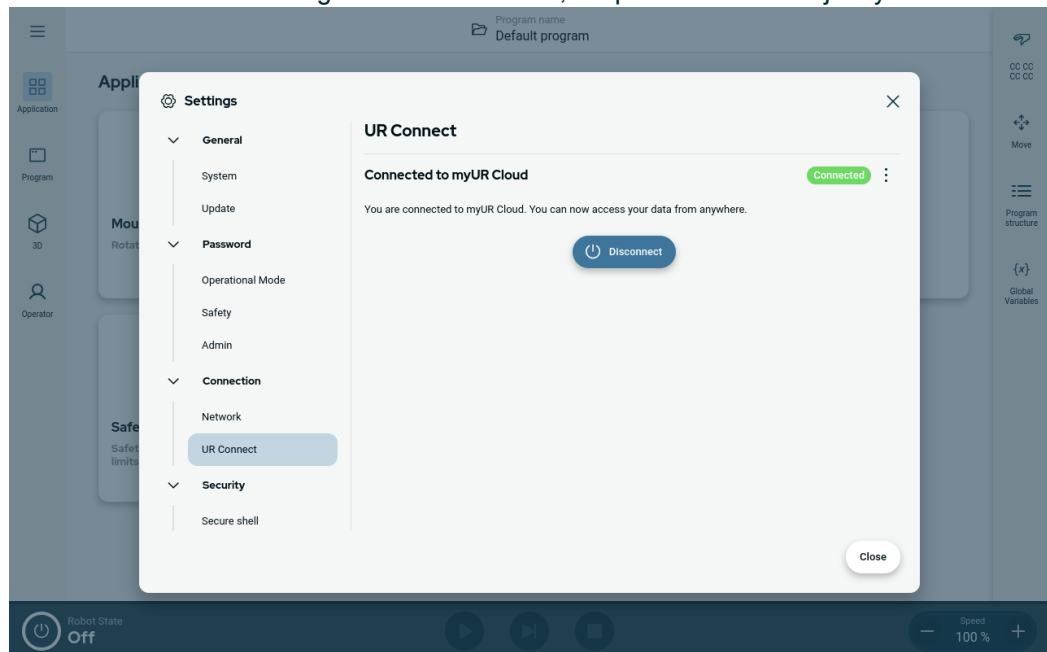 Program name
Default program
CC CC
CC CC
Appli
Application
Settings
General
UR Connect
Move
System
Connected to myUR Cloud
Connected
Program
Update
You are connected to myUR Cloud. You can now access your data from anywhere.
Program
structure
Mou
Rotat
Password
3D
Disconnect
Operational Mode
{x}
Global
Variables
Operator
Safety
Admin
Connection
Network
Safe
Safet
limits
UR Connect
Security
Secure shell
Close
Robot State
Off
Speed
100 %